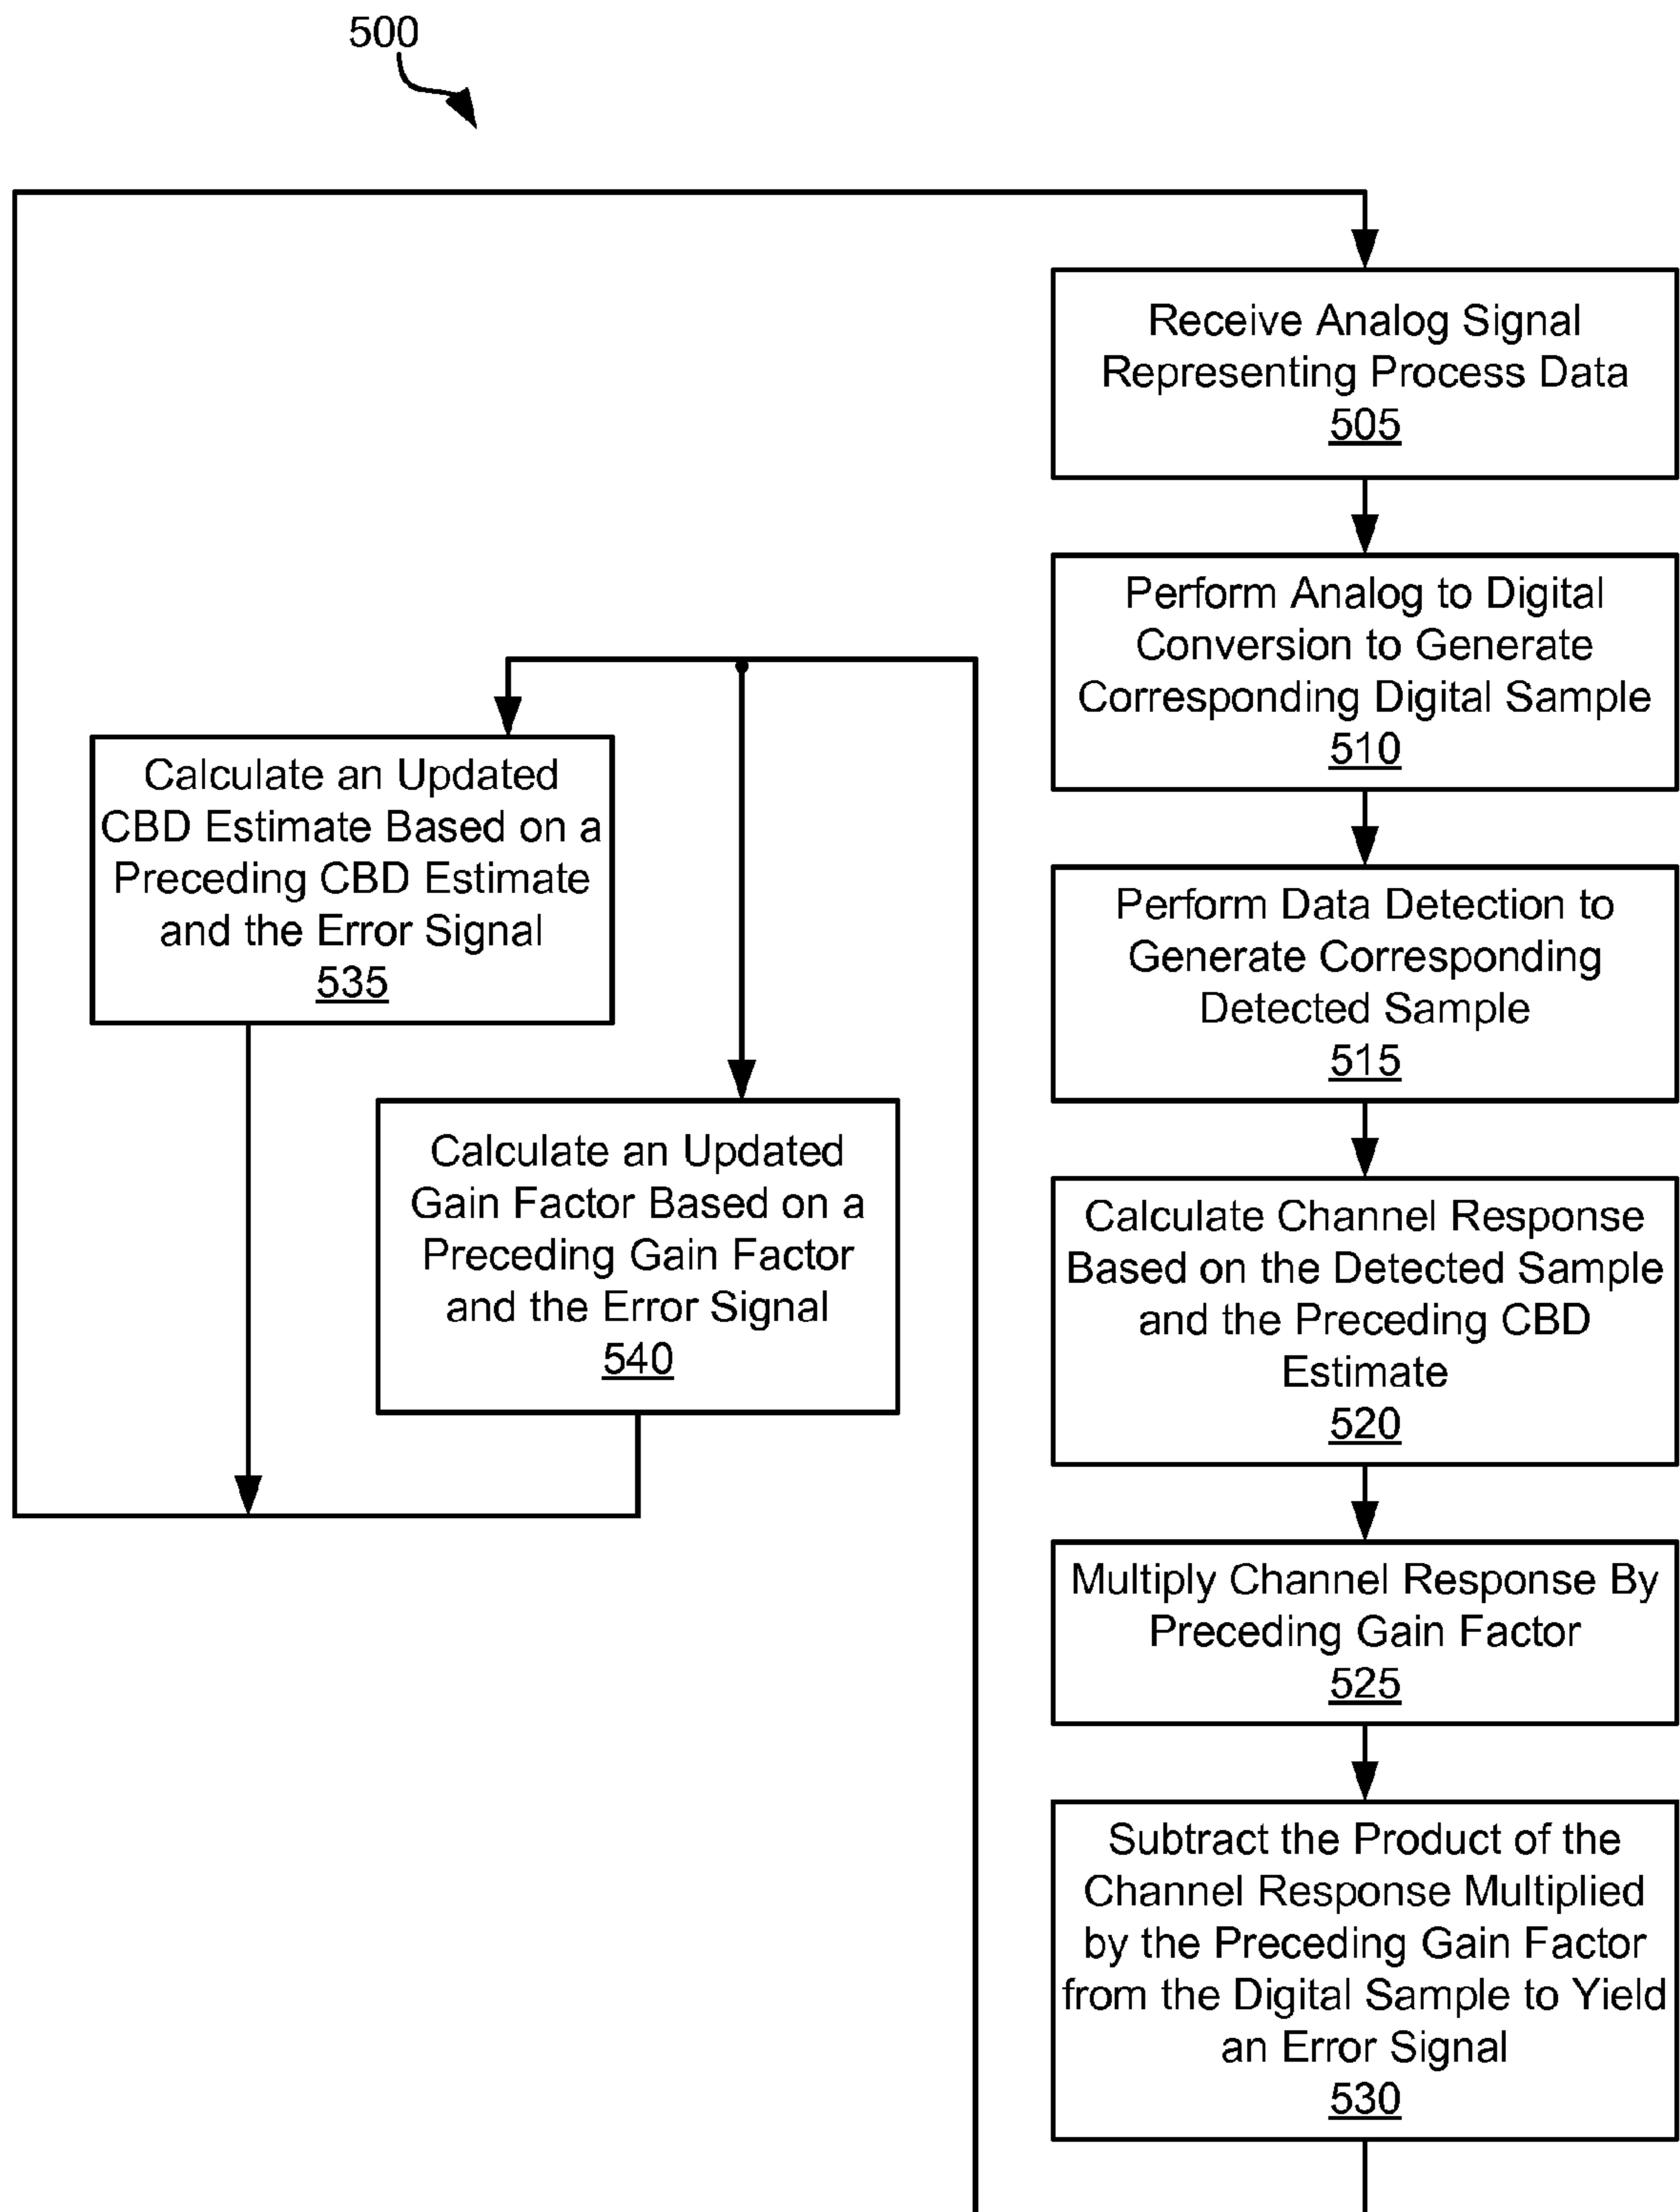 500
Receive Analog Signal
Representing Process Data
505
Perform Analog to Digital
Conversion to Generate
Corresponding Digital Sample
510
Perform Data Detection to
Generate Corresponding
Detected Sample
515
Calculate Channel Response
Based on the Detected Sample
and the Preceding CBD
Estimate
520
Multiply Channel Response By
Preceding Gain Factor
525
Subtract the Product of the
Channel Response Multiplied
by the Preceding Gain Factor
from the Digital Sample to Yield
an Error Signal
530
Calculate an Updated
CBD Estimate Based on a
Preceding CBD Estimate
and the Error Signal
535
Calculate an Updated
Gain Factor Based on a
Preceding Gain Factor
and the Error Signal
540